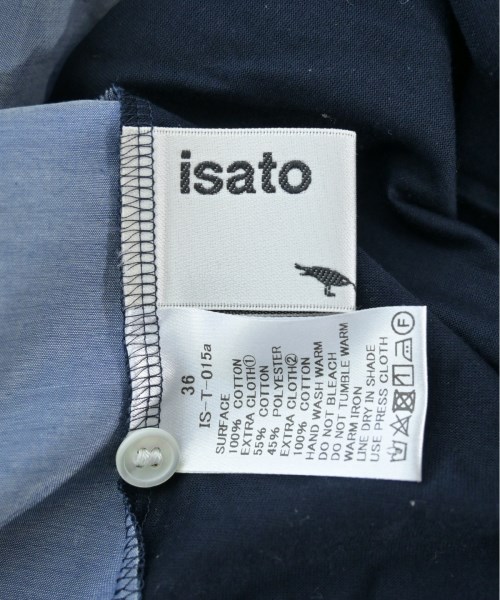 isato
36
IS-T-015a
SURFACE
100% COTTON
EXTRA CLOTH①
55% COTTON
45% POLYESTER
EXTRA CLOTH②
100% COTTON
HAND WASH WARM
DO NOT BLEACH
DO NOT TUMBLE WARM
WARM IRON
LINE DRY IN SHADE
USE PRESS CLOTH
F